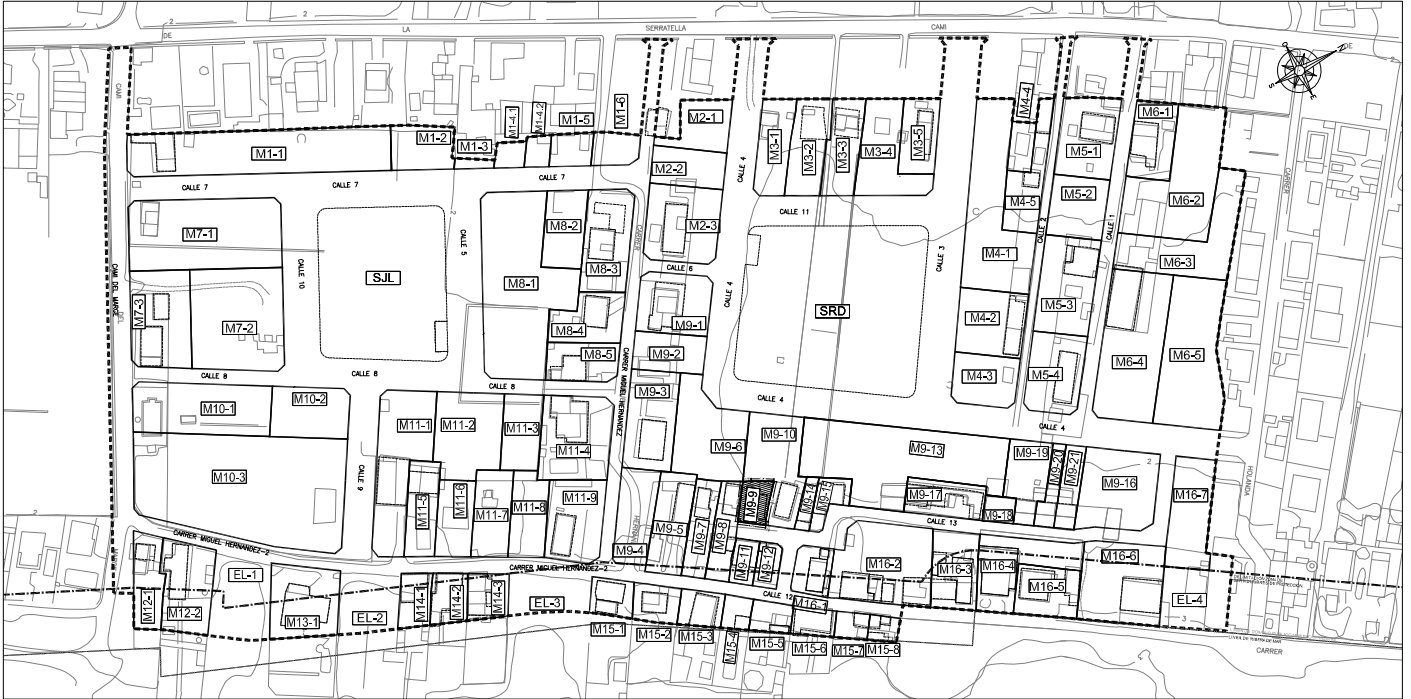 2
2
DE
LA
SERRATELLA
CAMI
DE
CAMI
M1-1
M1-2
M1-3
M1-4.1
M1-4.2
M1-5
M1-6
M2-1
M3-1
M3-2
M3-3
M3-4
M3-5
M4-4
M5-1
M6-1
CALLE 7
CALLE 7
CALLE 7
M2-2
CALLE 4
M4-5
M5-2
M6-2
CARRER
M7-1
2
CALLE 5
M8-2
M8-3
CARRER
M2-3
CALLE 11
CALLE 3
M4-1
CALLE 2
CALLE 1
M6-3
CAMI DEL MARGE
DEL
CALLE 10
SJL
M8-1
CALLE 6
CALLE 4
SRD
M5-3
M7-3
M7-2
M8-4
M9-1
M4-2
M6-4
M6-5
M8-5
M9-2
CARRER MIGUEL HERNANDEZ
M4-3
M5-4
CALLE 8
CALLE 8
CALLE 8
M9-3
CALLE 4
CALLE 4
M10-1
M10-2
M11-1
M11-2
M11-3
M11-4
M9-6
M9-10
M9-13
M9-19
M9-20
M9-21
M10-3
CALLE 9
M11-5
M11-6
M11-7
M11-8
M11-9
M9-5
M9-7
M9-8
M9-9
M9-15
M9-17
M9-18
M9-16
2
M16-7
HOLANDA
2
HERNAN
CARRER MIGUEL HERNANDEZ-2
CARRER MIGUEL HERNANDEZ-2
M9-4
M9-11
M9-12
CALLE 13
M16-2
M16-3
M16-4
M16-5
M16-6
M12-1
M12-2
EL-1
M13-1
EL-2
M14-1
M14-2
M14-3
EL-3
CALLE 12
M16-1
EL-4
3
M15-1
M15-2
M15-3
M15-4
M15-5
M15-6
M15-7
M15-8
CARRER